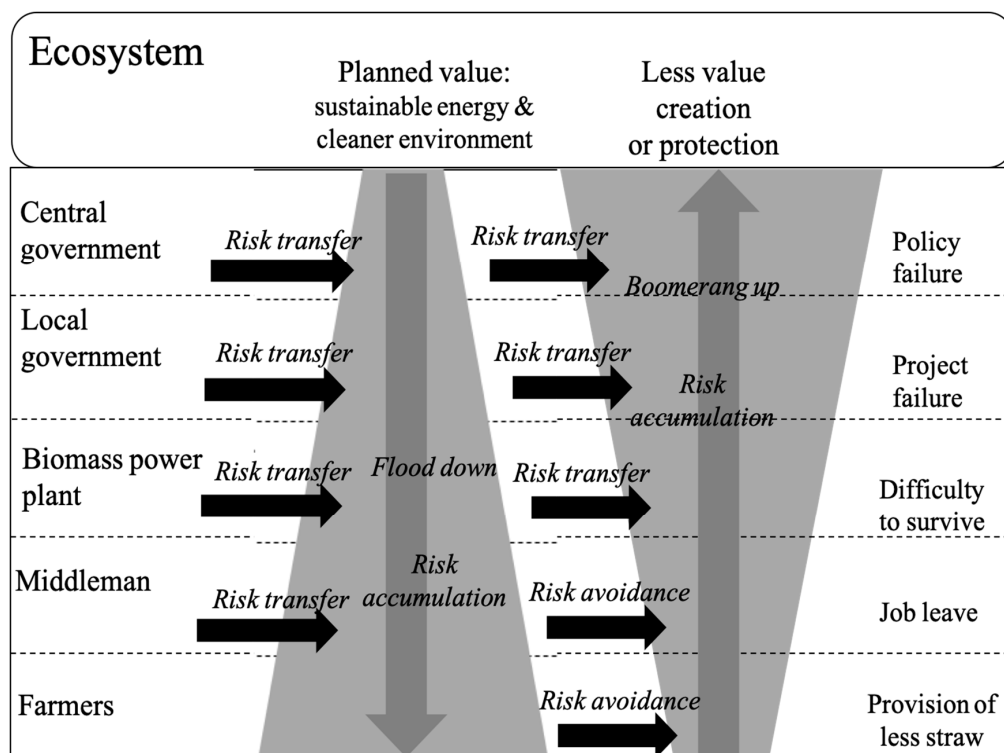 Ecosystem
Planned value:
sustainable energy &
cleaner environment
Less value
creation
or protection
Central
government
Risk transfer
Risk transfer
Policy
failure
Boomerang up
Local
government
Risk transfer
Risk transfer
Project
failure
Risk
accumulation
Biomass power
plant
Risk transfer
Flood down
Risk transfer
Difficulty
to survive
Middleman
Risk transfer
Risk
accumulation
Risk avoidance
Job leave
Farmers
Risk avoidance
Provision of
less straw